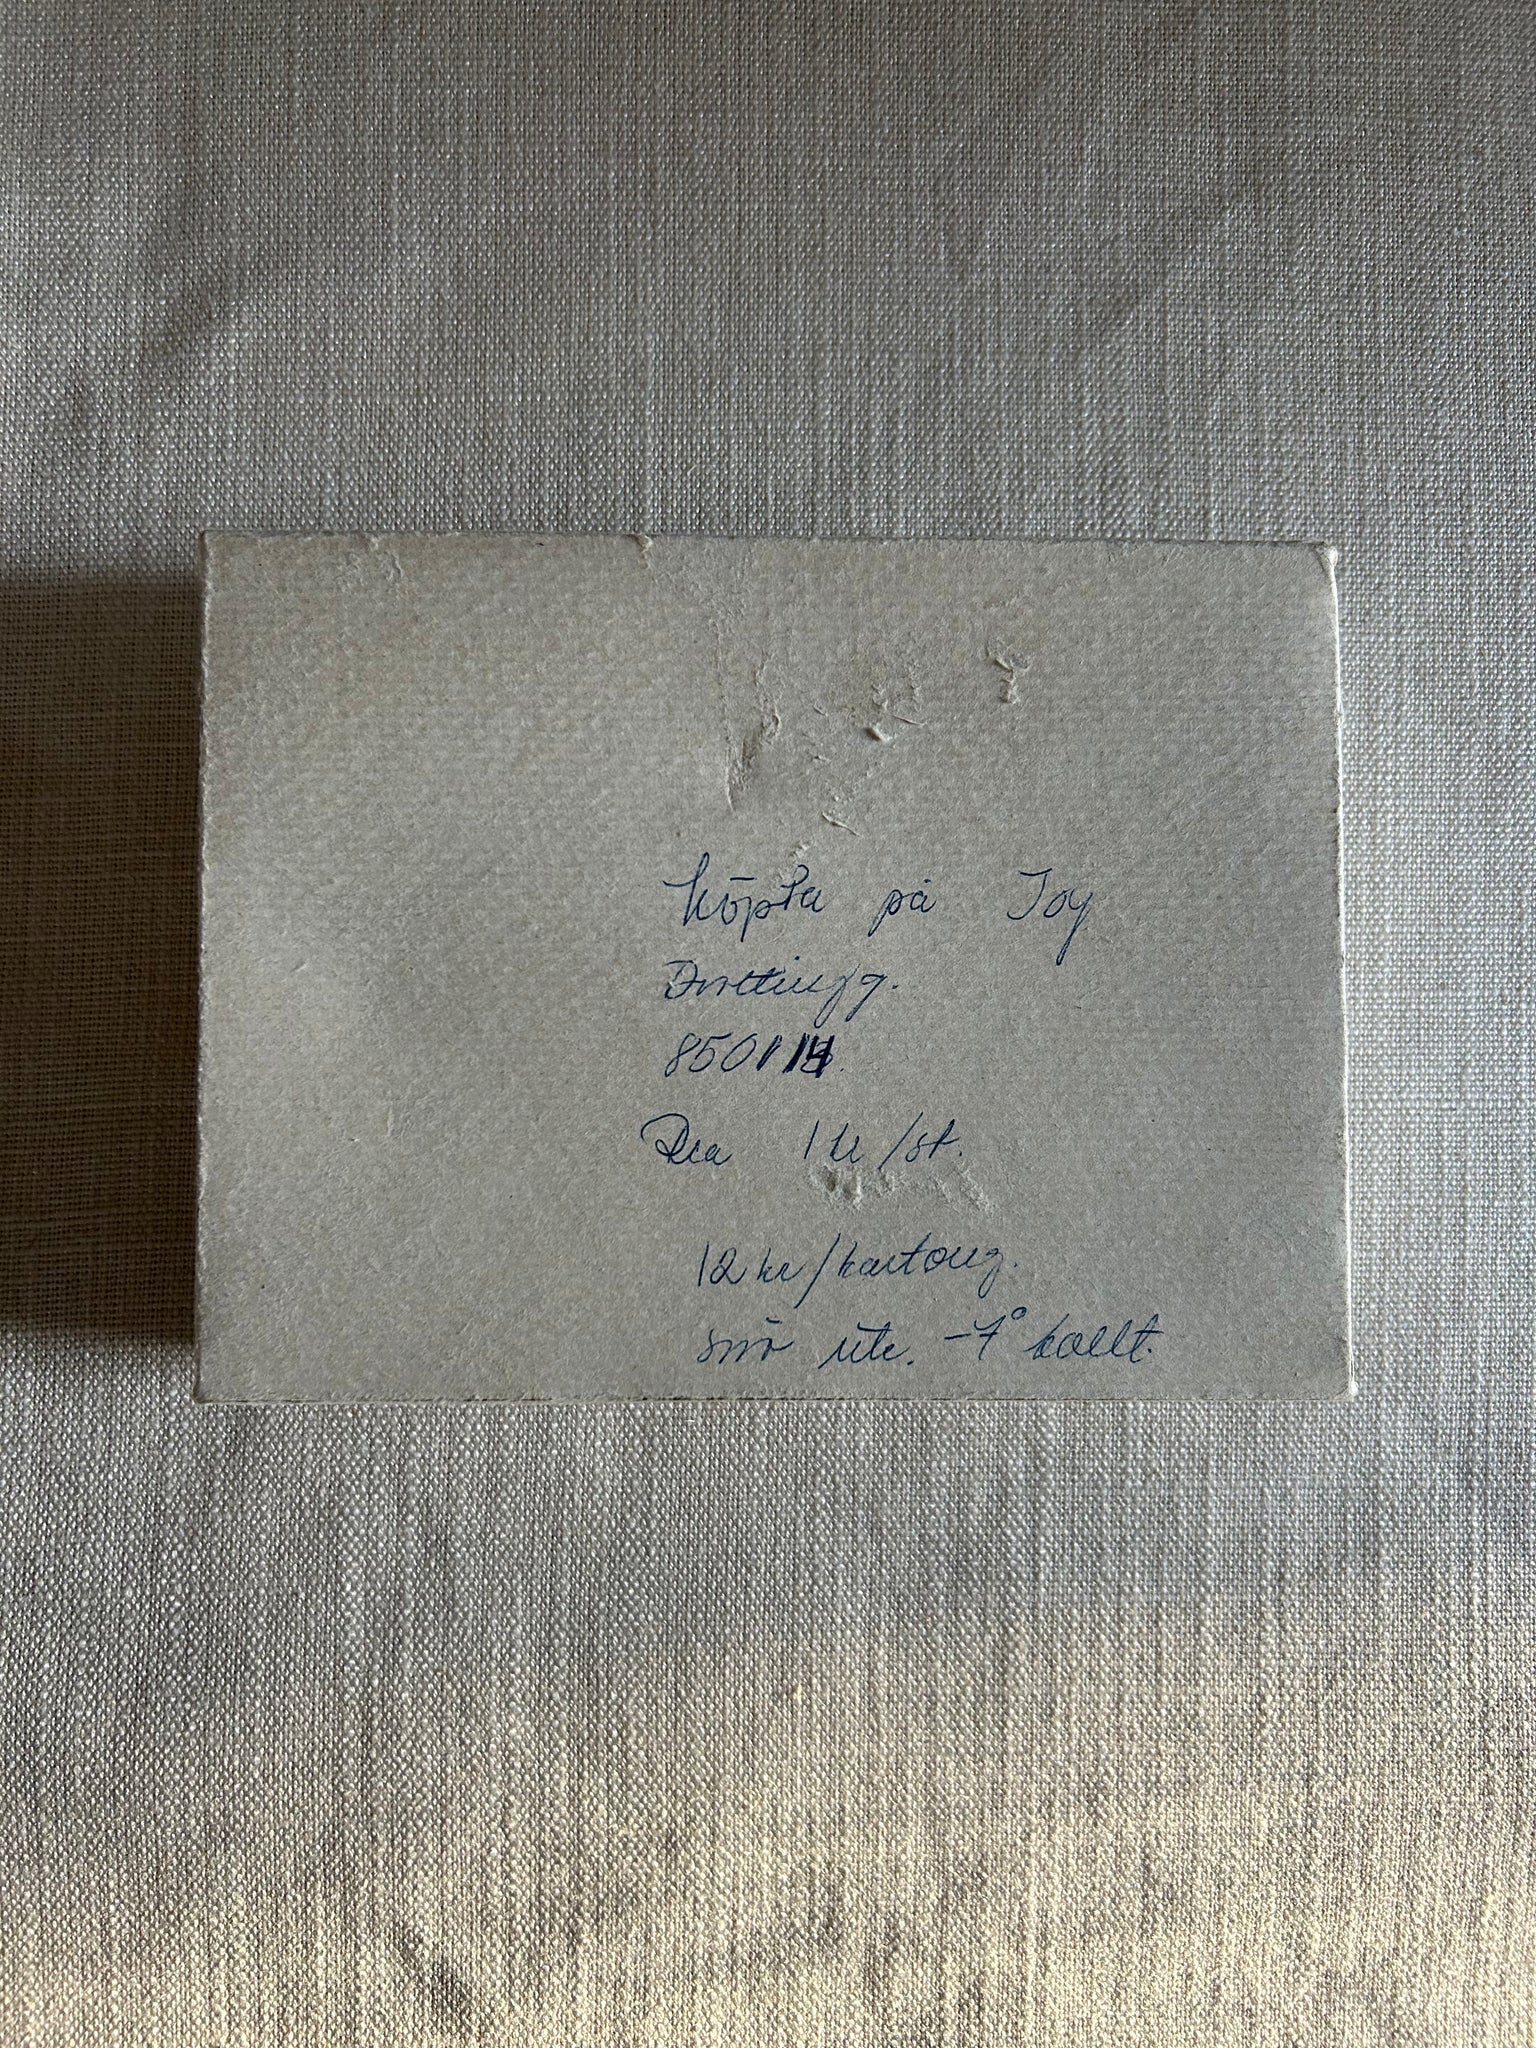 köpta på Joy
Drottningg.
850114.
Rea 1 kr/st.
12 kr/kartong.
snö ute. -7° kallt.